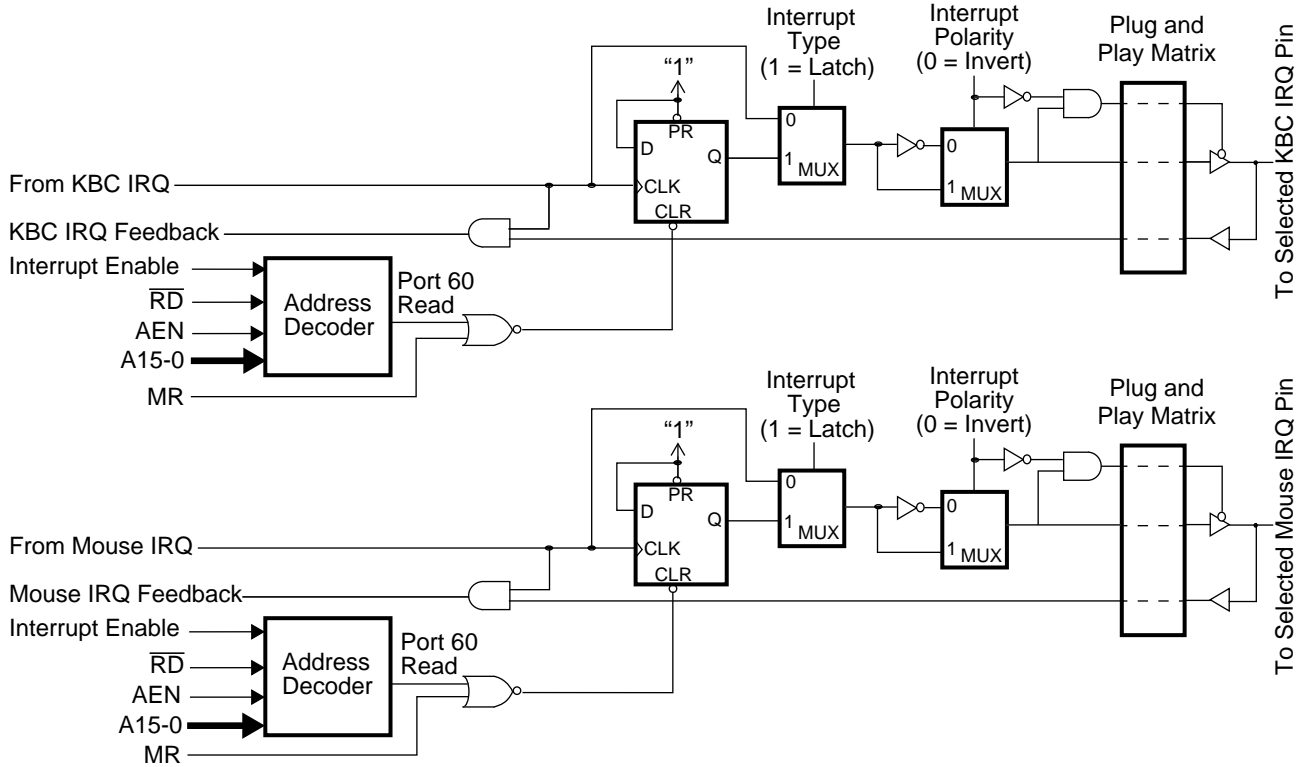 Interrupt
Type
(1 = Latch)
Interrupt
Polarity
(0 = Invert)
Plug and
Play Matrix
“1”
PR
D
Q
CLK
CLR
0
1
MUX
0
1
MUX
From KBC IRQ
KBC IRQ Feedback
Interrupt Enable
RD
AEN
A15-0
MR
Address
Decoder
Port 60
Read
To Selected KBC IRQ Pin
Interrupt
Type
(1 = Latch)
Interrupt
Polarity
(0 = Invert)
Plug and
Play Matrix
“1”
PR
D
Q
CLK
CLR
0
1
MUX
0
1
MUX
From Mouse IRQ
Mouse IRQ Feedback
Interrupt Enable
RD
AEN
A15-0
MR
Address
Decoder
Port 60
Read
To Selected Mouse IRQ Pin